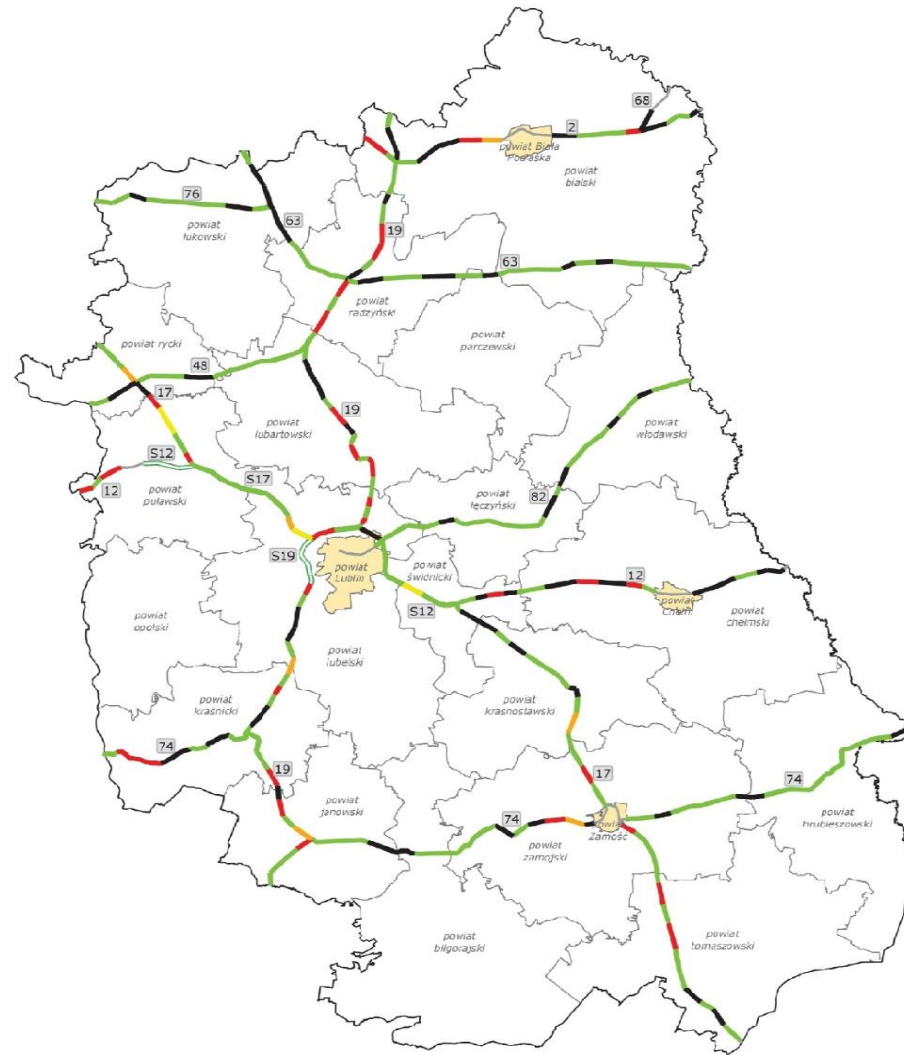 68
2
powiat Biała
Podlaska
powiat
bialski
76
powiat
łukowski
63
19
63
powiat
radzyński
powiat
parczewski
powiat rycki
48
17
19
powiat
lubartowski
powiat
włodawski
S12
S17
12
powiat
puławski
82
powiat
łęczyński
S19
powiat
Lublin
powiat
świdnicki
12
S12
powiat
Chełm
powiat
chełmski
powiat
opolski
powiat
lubelski
powiat
kraśnicki
powiat
krasnostawski
74
19
17
74
powiat
janowski
74
powiat
hrubieszowski
powiat
Zamość
powiat
zamojski
powiat
biłgorajski
powiat
tomaszowski